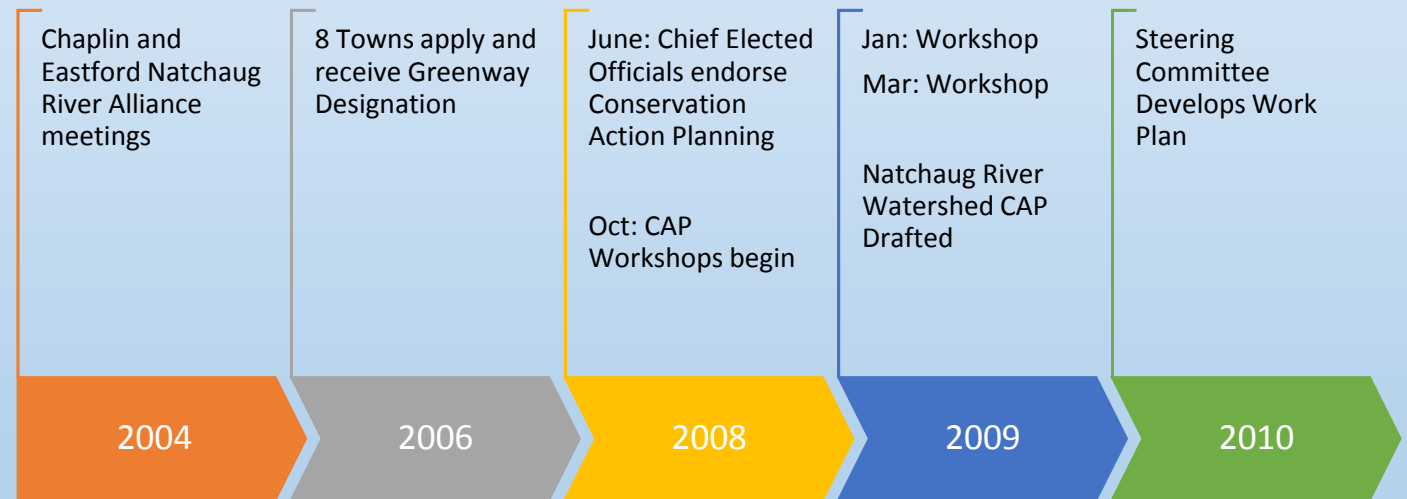 Chaplin and
Eastford Natchaug
River Alliance
meetings
8 Towns apply and
receive Greenway
Designation
June: Chief Elected
Officials endorse
Conservation
Action Planning
Oct: CAP
Workshops begin
Jan: Workshop
Mar: Workshop
Natchaug River
Watershed CAP
Drafted
Steering
Committee
Develops Work
Plan
2004
2006
2008
2009
2010